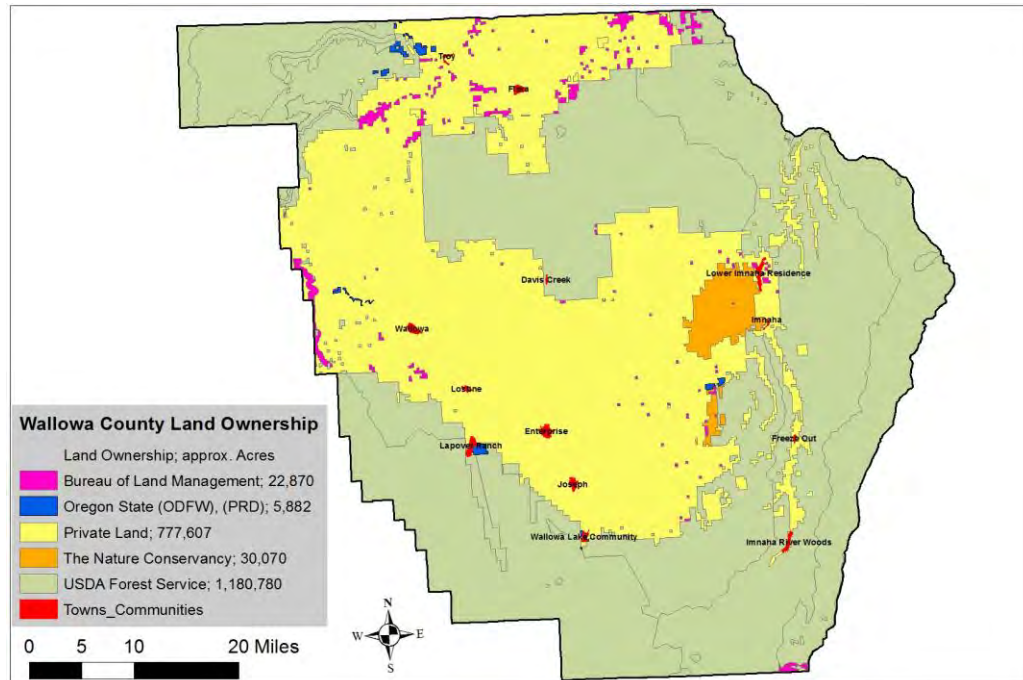 Troy
Flora
Davis Creek
Lower Imnaha Residence
Imnaha
Wallowa
Lostine
Enterprise
Lapover Ranch
Freeze Out
Joseph
Wallowa Lake Community
Imnaha River Woods
Wallowa County Land Ownership
Land Ownership; approx. Acres
Bureau of Land Management; 22,870
Oregon State (ODFW), (PRD); 5,882
Private Land; 777,607
The Nature Conservancy; 30,070
USDA Forest Service; 1,180,780
Towns_Communities
0 5 10 20 Miles
N
W E
S